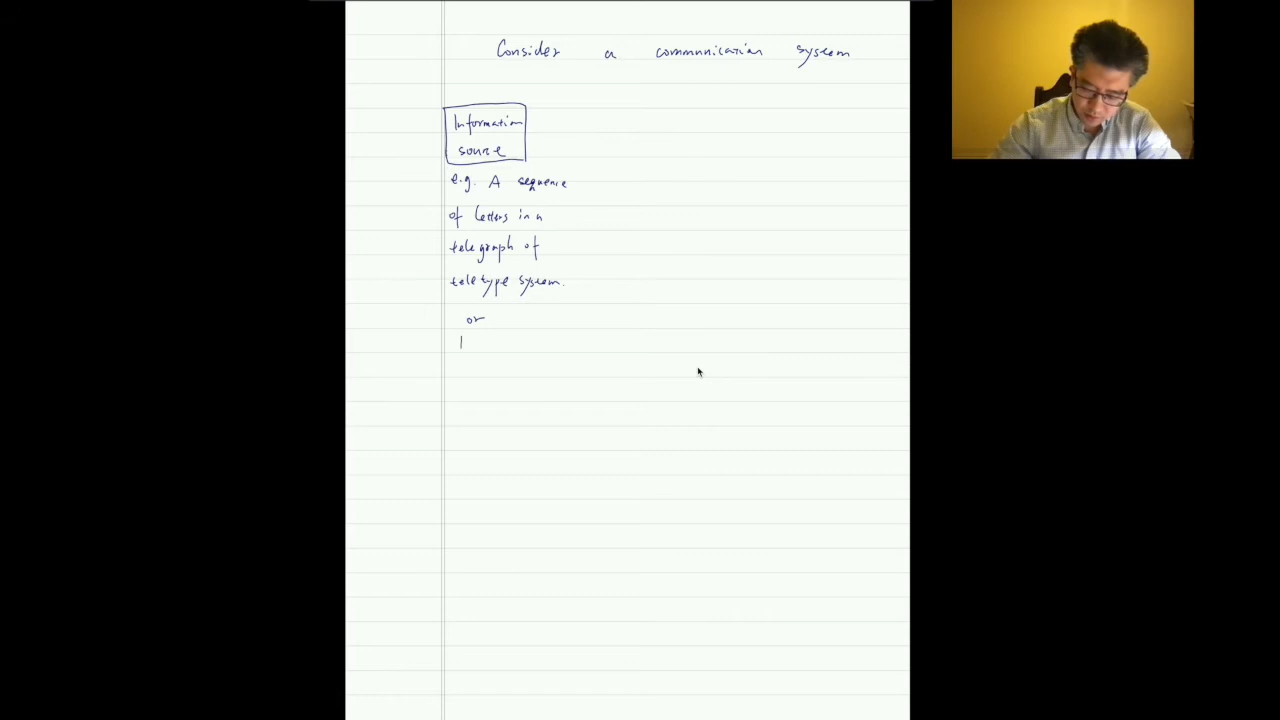 Consider a communication system
Information
source
e.g. A sequence
of letters in a
telegraph of
teletype system.
or